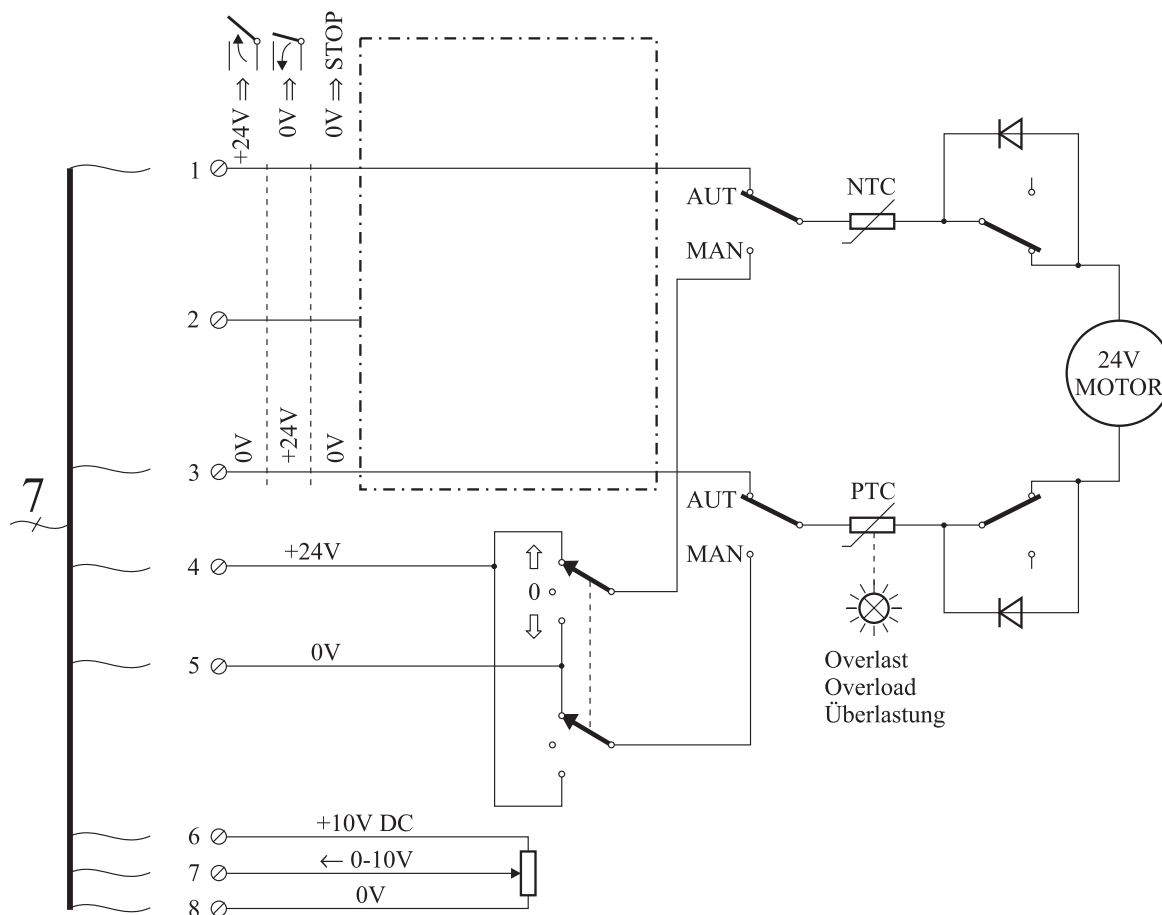 +24V ⇒
0V ⇒
0V ⇒ STOP
1
AUT
NTC
MAN
2
24V
MOTOR
0V
+24V
0V
3
AUT
PTC
MAN
7
4
+24V
0
5
0V
Overlast
Overload
Überlastung
6
+10V DC
7
← 0-10V
8
0V